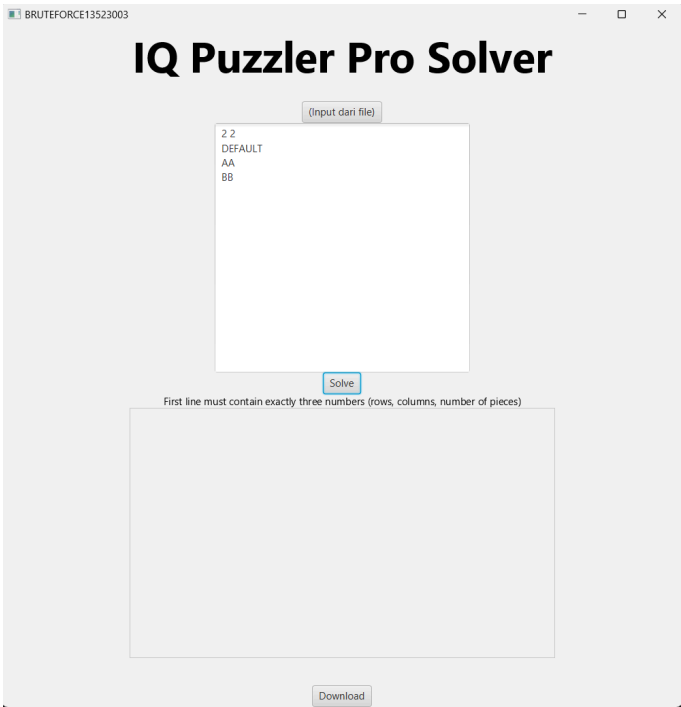 BRUTEFORCE13523003
IQ Puzzler Pro Solver
(Input dari file)
2 2
DEFAULT
AA
BB
Solve
First line must contain exactly three numbers (rows, columns, number of pieces)
Download